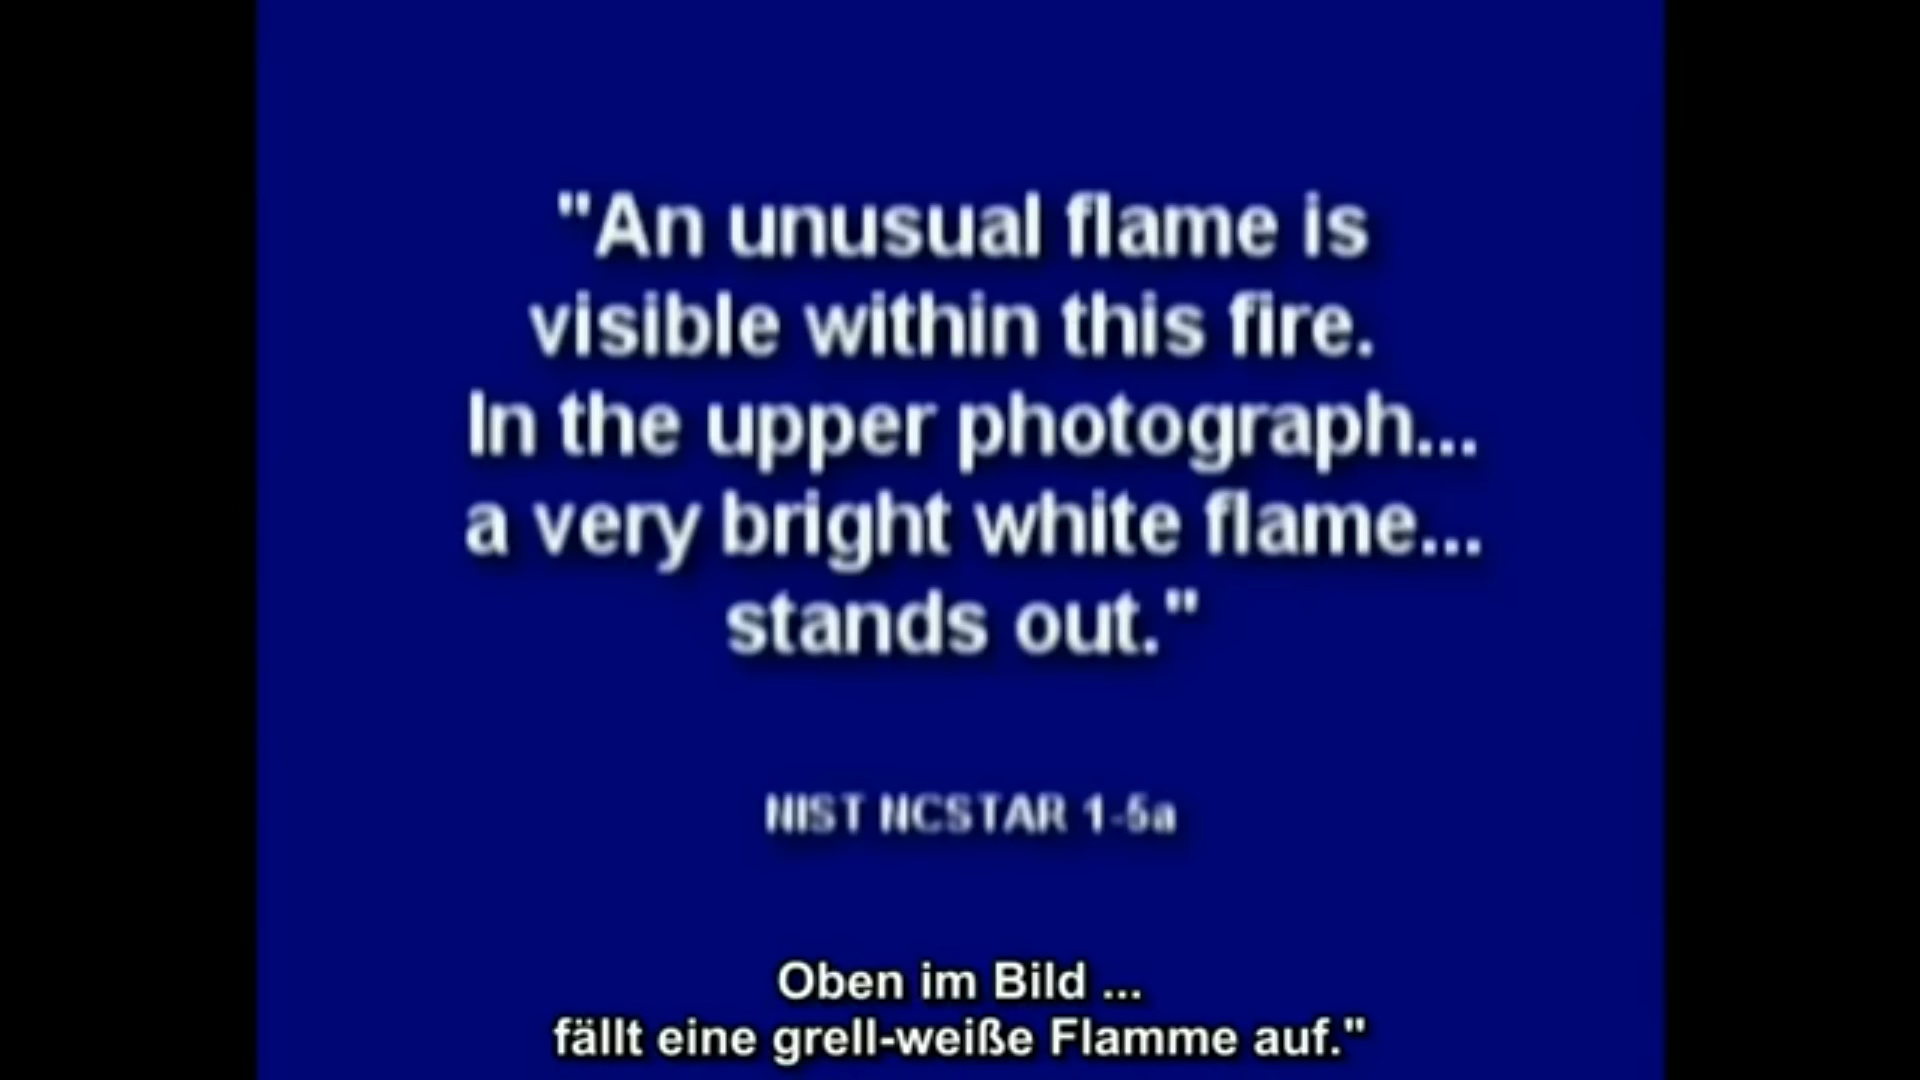 "An unusual flame is
visible within this fire.
In the upper photograph...
a very bright white flame...
stands out."
NIST NCSTAR 1-5a
Oben im Bild ...
fällt eine grell-weiße Flamme auf."